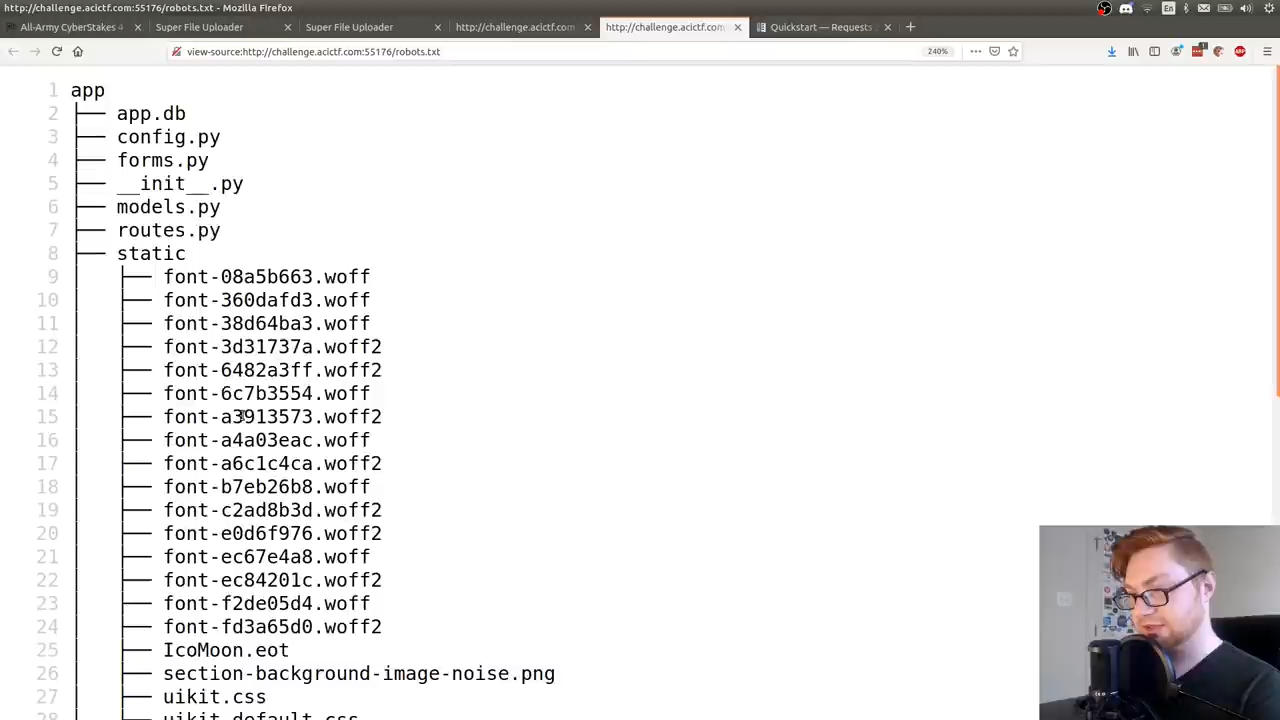 http://challenge.acictf.com:55176/robots.txt - Mozilla Firefox
En
All-Army CyberStakes 4
Super File Uploader
Super File Uploader
http://challenge.acictf.com
http://challenge.acictf.com
Quickstart — Requests 2
view-source:http://challenge.acictf.com:55176/robots.txt
240%
1 app
2 ├── app.db
3 ├── config.py
4 ├── forms.py
5 ├── __init__.py
6 ├── models.py
7 ├── routes.py
8 ├── static
9 │   ├── font-08a5b663.woff
10 │   ├── font-360dafd3.woff
11 │   ├── font-38d64ba3.woff
12 │   ├── font-3d31737a.woff2
13 │   ├── font-6482a3ff.woff2
14 │   ├── font-6c7b3554.woff
15 │   ├── font-a3913573.woff2
16 │   ├── font-a4a03eac.woff
17 │   ├── font-a6c1c4ca.woff2
18 │   ├── font-b7eb26b8.woff
19 │   ├── font-c2ad8b3d.woff2
20 │   ├── font-e0d6f976.woff2
21 │   ├── font-ec67e4a8.woff
22 │   ├── font-ec84201c.woff2
23 │   ├── font-f2de05d4.woff
24 │   ├── font-fd3a65d0.woff2
25 │   ├── IcoMoon.eot
26 │   ├── section-background-image-noise.png
27 │   ├── uikit.css
28 │   ├── uikit.default.css